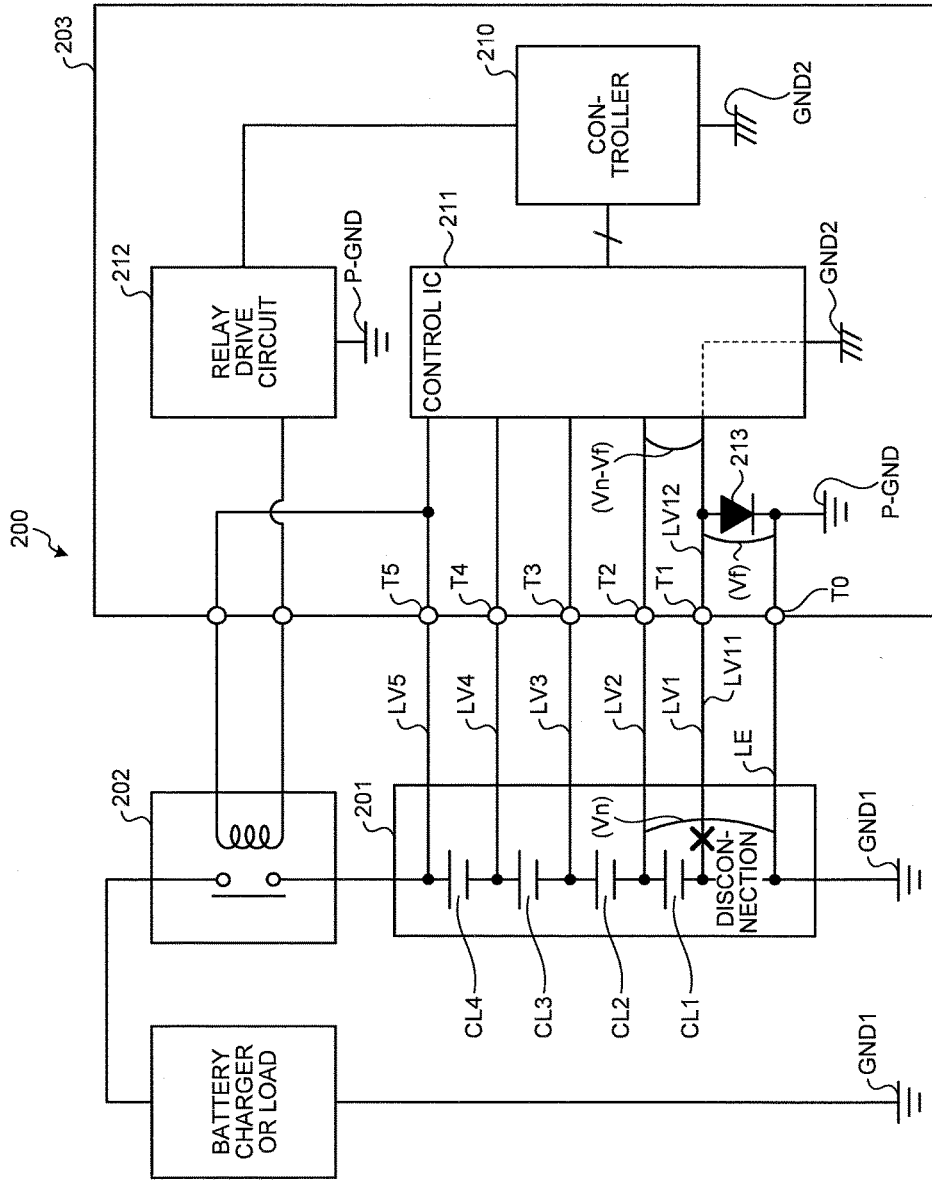 200
203
BATTERY
CHARGER
OR LOAD
GND1
202
212
RELAY
DRIVE
CIRCUIT
P-GND
210
CON-
TROLLER
GND2
201
CL4
CL3
CL2
CL1
DISCON-
NECTION
(Vn)
GND1
LV5
LV4
LV3
LV2
LV1
LV11
LE
T5
T4
T3
T2
T1
T0
LV12
(Vn-Vf)
213
(Vf)
P-GND
211
CONTROL IC
GND2